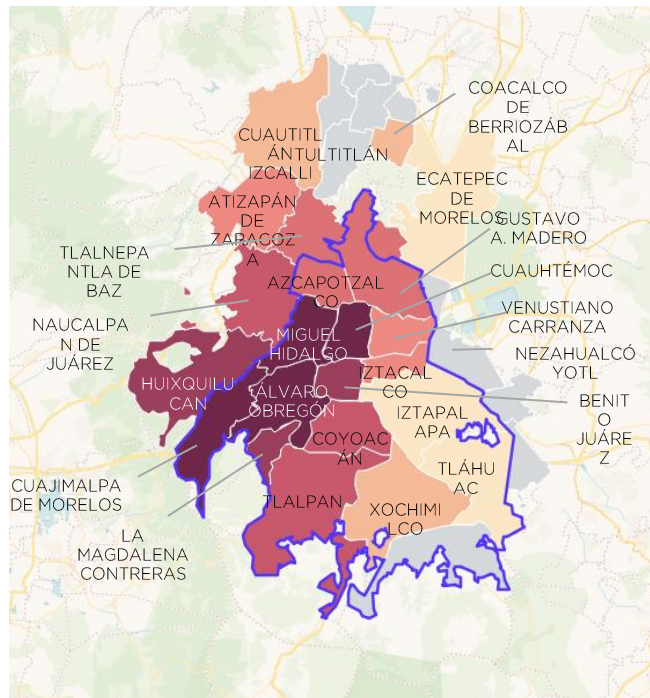 COACALCO
DE
BERRIOZÁB
AL
CUAUTITL
ÁN
IZCALLI
TULTITLÁN
ECATEPEC
DE
MORELOS
ATIZAPÁN
DE
ZARAGOZ
A
GUSTAVO
A. MADERO
TLALNEPA
NTLA DE
BAZ
AZCAPOTZAL
CO
CUAUHTÉMOC
NAUCALPA
N DE
JUÁREZ
VENUSTIANO
CARRANZA
MIGUEL
HIDALGO
NEZAHUALCÓ
YOTL
HUIXQUILU
CAN
IZTACAL
CO
ÁLVARO
OBREGÓN
IZTAPAL
APA
BENIT
O
JUÁRE
Z
COYOAC
ÁN
TLÁHU
AC
CUAJIMALPA
DE MORELOS
TLALPAN
XOCHIMI
LCO
LA
MAGDALENA
CONTRERAS